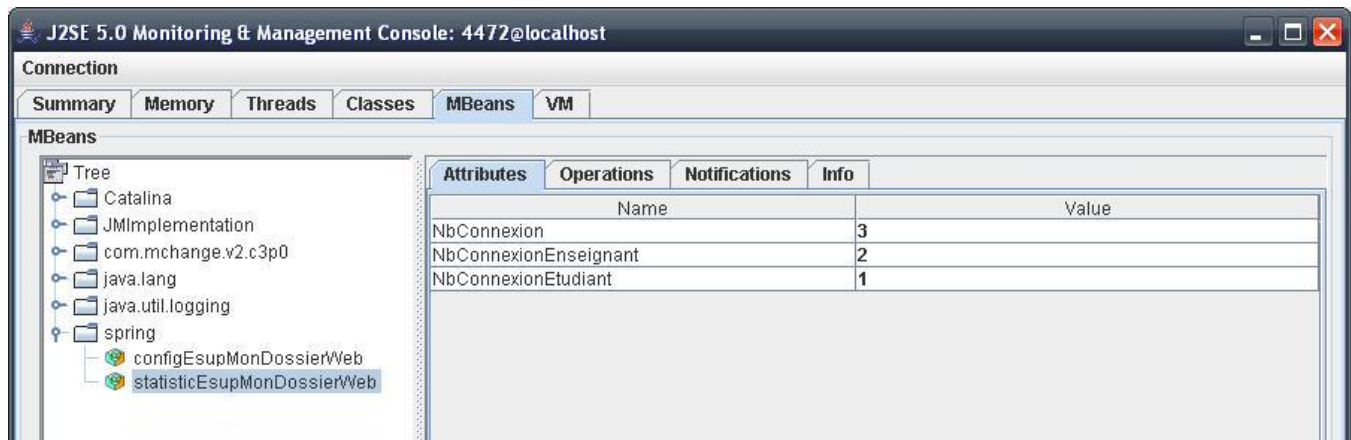 J2SE 5.0 Monitoring & Management Console: 4472@localhost
Connection
Summary Memory Threads Classes MBeans VM
MBeans
Tree
Catalina
JMImplementation
com.mchange.v2.c3p0
java.lang
java.util.logging
spring
configEsupMonDossierWeb
statisticEsupMonDossierWeb
Attributes Operations Notifications Info
Name Value
NbConnexion 3
NbConnexionEnseignant 2
NbConnexionEtudiant 1